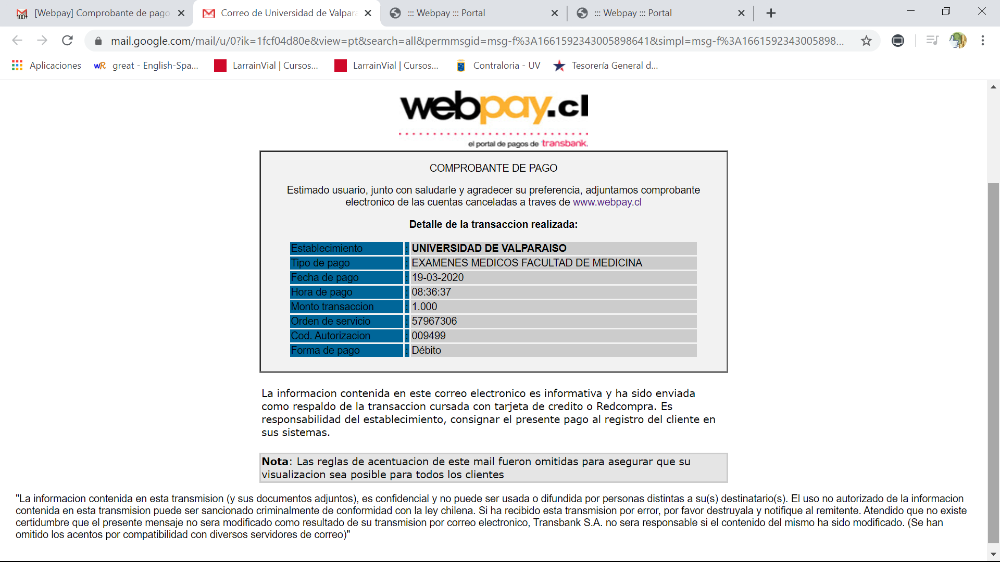 [Webpay] Comprobante de pago
Correo de Universidad de Valpara
::: Webpay ::: Portal
::: Webpay ::: Portal
mail.google.com/mail/u/0?ik=1fcf04d80e&view=pt&search=all&permmsgid=msg-f%3A1661592343005898641&simpl=msg-f%3A1661592343005898...
Aplicaciones
great - English-Spa...
LarrainVial | Cursos...
LarrainVial | Cursos...
Contraloria - UV
Tesorería General d...
webpay.cl
el portal de pagos de transbank.
COMPROBANTE DE PAGO
Estimado usuario, junto con saludarle y agradecer su preferencia, adjuntamos comprobante
electronico de las cuentas canceladas a traves de www.webpay.cl
Detalle de la transaccion realizada:
Establecimiento : UNIVERSIDAD DE VALPARAISO
Tipo de pago : EXAMENES MEDICOS FACULTAD DE MEDICINA
Fecha de pago : 19-03-2020
Hora de pago : 08:36:37
Monto transaccion : 1.000
Orden de servicio : 57967306
Cod. Autorizacion : 009499
Forma de pago : Débito
La informacion contenida en este correo electronico es informativa y ha sido enviada
como respaldo de la transaccion cursada con tarjeta de credito o Redcompra. Es
responsabilidad del establecimiento, consignar el presente pago al registro del cliente en
sus sistemas.
Nota: Las reglas de acentuacion de este mail fueron omitidas para asegurar que su
visualizacion sea posible para todos los clientes
"La informacion contenida en esta transmision (y sus documentos adjuntos), es confidencial y no puede ser usada o difundida por personas distintas a su(s) destinatario(s). El uso no autorizado de la informacion
contenida en esta transmision puede ser sancionado criminalmente de conformidad con la ley chilena. Si ha recibido esta transmision por error, por favor destruyala y notifique al remitente. Atendido que no existe
certidumbre que el presente mensaje no sera modificado como resultado de su transmision por correo electronico, Transbank S.A. no sera responsable si el contenido del mismo ha sido modificado. (Se han
omitido los acentos por compatibilidad con diversos servidores de correo)"